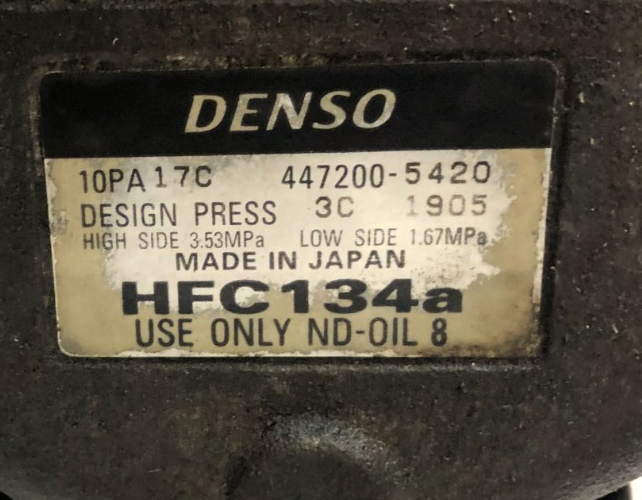 DENSO
10PA17C 447200-5420
DESIGN PRESS 3C 1905
HIGH SIDE 3.53MPa LOW SIDE 1.67MPa
MADE IN JAPAN
HFC134a
USE ONLY ND-OIL 8